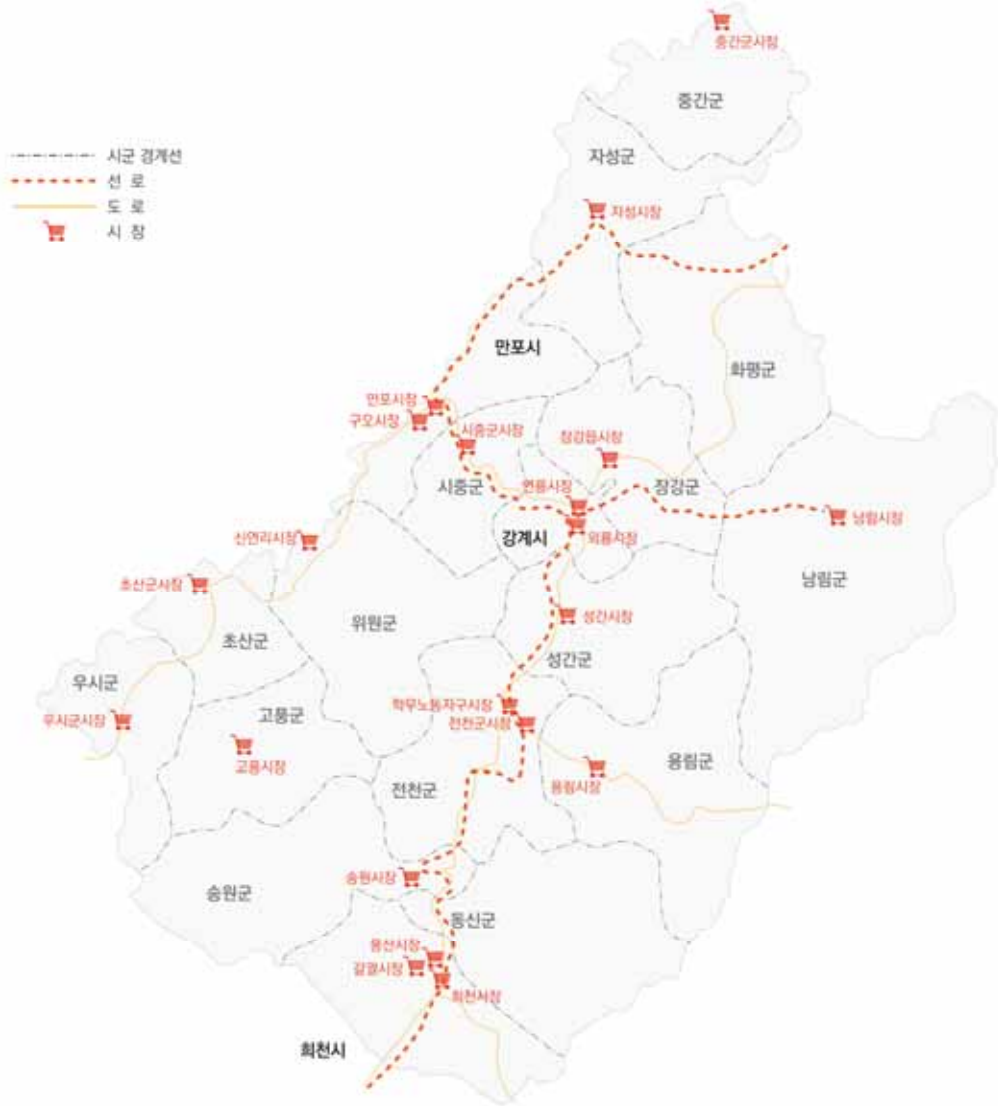 중간군시장
중간군
시군 경계선
자성군
선 로
도 로
자성시장
시 장
만포시
화평군
만포시장
구오시장
시중군시장
장강읍시장
시중군
연풍시장
장강군
강계시
외룡시장
낭림시장
신연리시장
낭림군
초산군시장
성간시장
위원군
초산군
성간군
우시군
학무노동자구시장
우시군시장
고풍군
전천군시장
고풍시장
용림군
전천군
용림시장
송원시장
송원군
동신군
용산시장
갈멸시장
희천시장
희천시